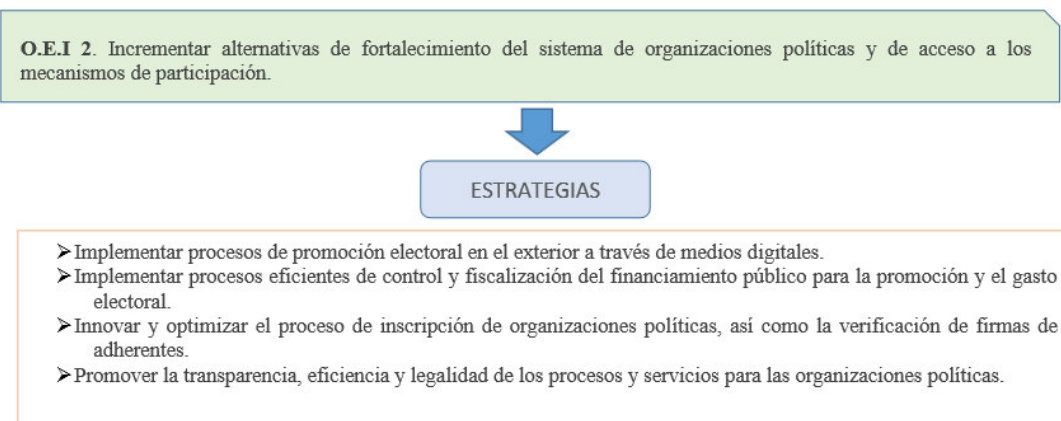 O.E.I 2. Incrementar alternativas de fortalecimiento del sistema de organizaciones políticas y de acceso a los
mecanismos de participación.
ESTRATEGIAS
➢Implementar procesos de promoción electoral en el exterior a través de medios digitales.
➢Implementar procesos eficientes de control y fiscalización del financiamiento público para la promoción y el gasto
electoral.
➢Innovar y optimizar el proceso de inscripción de organizaciones políticas, así como la verificación de firmas de
adherentes.
➢Promover la transparencia, eficiencia y legalidad de los procesos y servicios para las organizaciones políticas.